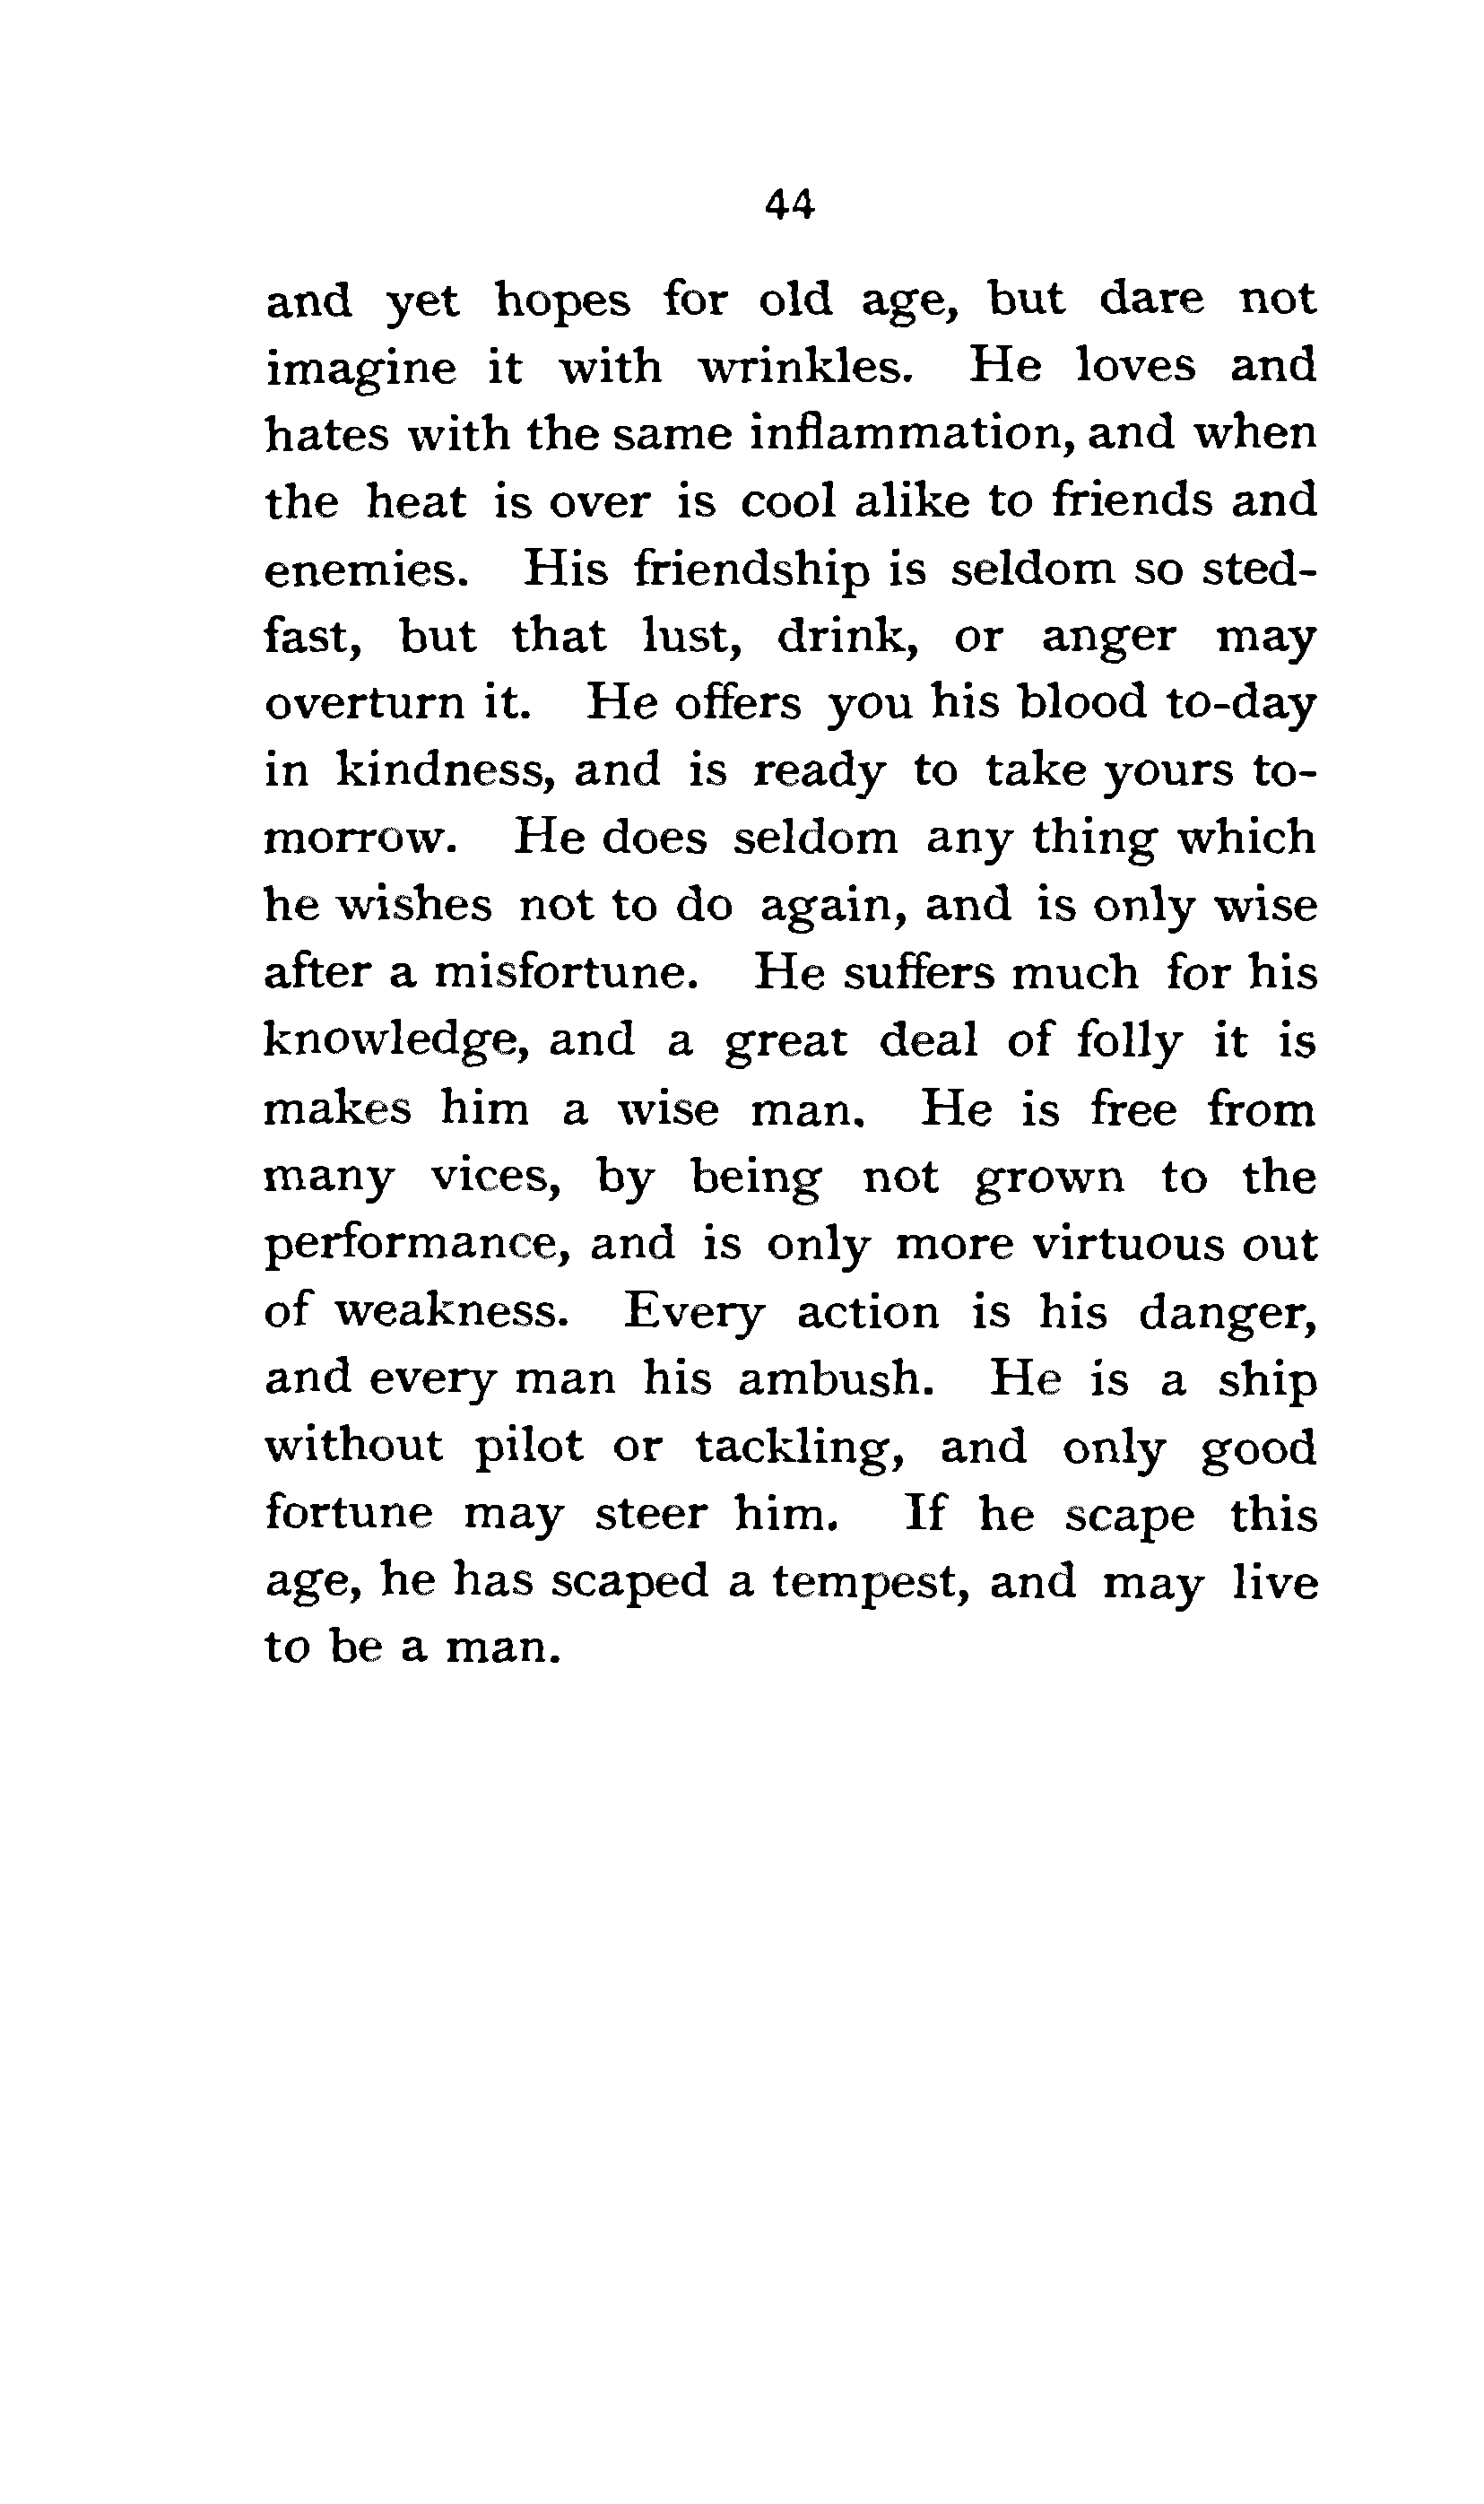 44
and yet hopes for old age, but dare not
imagine it with wrinkles. He loves and
hates with the same inflammation, and when
the heat is over is cool alike to friends and
enemies. His friendship is seldom so sted-
fast, but that lust, drink, or anger may
overturn it. He offers you his blood to-day
in kindness, and is ready to take yours to-
morrow. He does seldom any thing which
he wishes not to do again, and is only wise
after a misfortune. He suffers much for his
knowledge, and a great deal of folly it is
makes him a wise man. He is free from
many vices, by being not grown to the
performance, and is only more virtuous out
of weakness. Every action is his danger,
and every man his ambush. He is a ship
without pilot or tackling, and only good
fortune may steer him. If he scape this
age, he has scaped a tempest, and may live
to be a man.